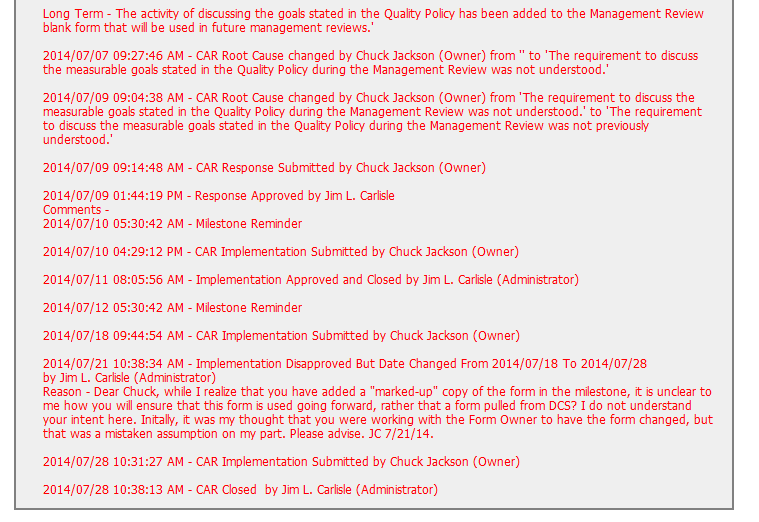 Long Term - The activity of discussing the goals stated in the Quality Policy has been added to the Management Review
blank form that will be used in future management reviews.'
2014/07/07 09:27:46 AM - CAR Root Cause changed by Chuck Jackson (Owner) from '' to 'The requirement to discuss
the measurable goals stated in the Quality Policy during the Management Review was not understood.'
2014/07/09 09:04:38 AM - CAR Root Cause changed by Chuck Jackson (Owner) from 'The requirement to discuss the
measurable goals stated in the Quality Policy during the Management Review was not understood.' to 'The requirement
to discuss the measurable goals stated in the Quality Policy during the Management Review was not previously
understood.'
2014/07/09 09:14:48 AM - CAR Response Submitted by Chuck Jackson (Owner)
2014/07/09 01:44:19 PM - Response Approved by Jim L. Carlisle
Comments -
2014/07/10 05:30:42 AM - Milestone Reminder
2014/07/10 04:29:12 PM - CAR Implementation Submitted by Chuck Jackson (Owner)
2014/07/11 08:05:56 AM - Implementation Approved and Closed by Jim L. Carlisle (Administrator)
2014/07/12 05:30:42 AM - Milestone Reminder
2014/07/18 09:44:54 AM - CAR Implementation Submitted by Chuck Jackson (Owner)
2014/07/21 10:38:34 AM - Implementation Disapproved But Date Changed From 2014/07/18 To 2014/07/28
by Jim L. Carlisle (Administrator)
Reason - Dear Chuck, while I realize that you have added a "marked-up" copy of the form in the milestone, it is unclear to
me how you will ensure that this form is used going forward, rather that a form pulled from DCS? I do not understand
your intent here. Initally, it was my thought that you were working with the Form Owner to have the form changed, but
that was a mistaken assumption on my part. Please advise. JC 7/21/14.
2014/07/28 10:31:27 AM - CAR Implementation Submitted by Chuck Jackson (Owner)
2014/07/28 10:38:13 AM - CAR Closed  by Jim L. Carlisle (Administrator)